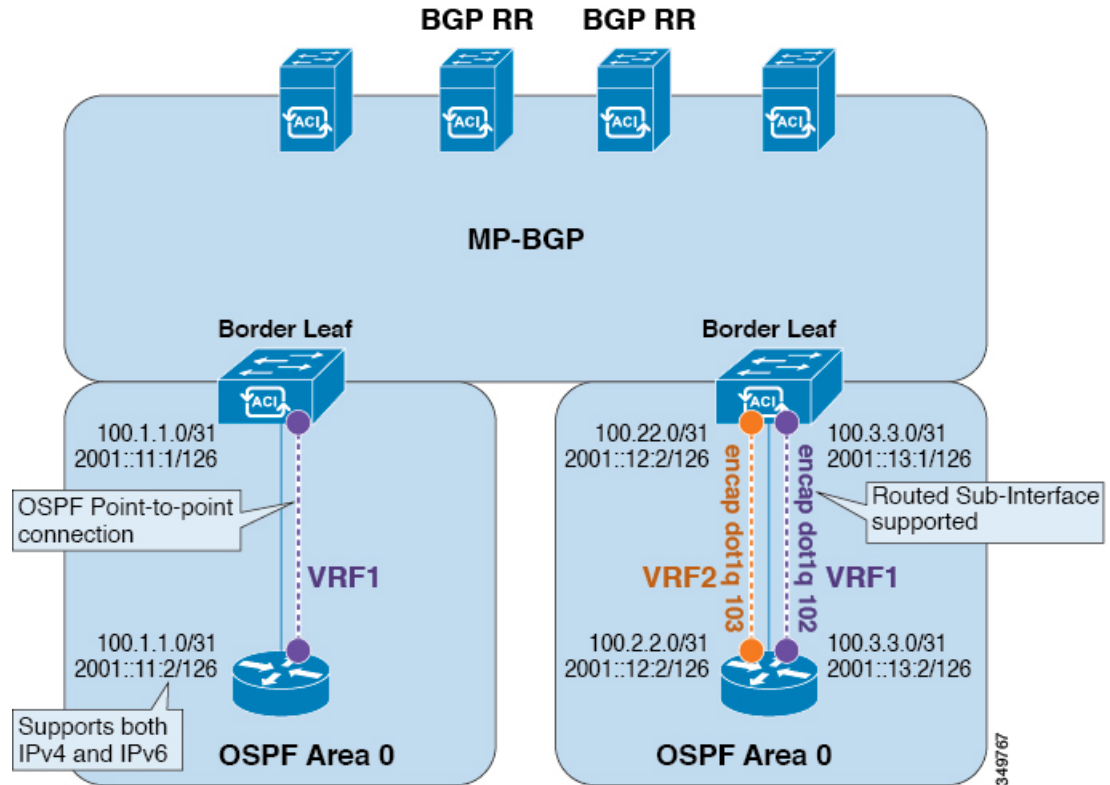 BGP RR
BGP RR
ACI
ACI
ACI
ACI
MP-BGP
Border Leaf
Border Leaf
ACI
ACI
100.1.1.0/31
2001::11:1/126
OSPF Point-to-point
connection
VRF1
100.1.1.0/31
2001::11:2/126
Supports both
IPv4 and IPv6
OSPF Area 0
100.22.0/31
2001::12:2/126
100.3.3.0/31
2001::13:1/126
Routed Sub-Interface
supported
VRF2
encap dot1q 103
encap dot1q 102
VRF1
100.2.2.0/31
2001::12:2/126
100.3.3.0/31
2001::13:2/126
OSPF Area 0
349767